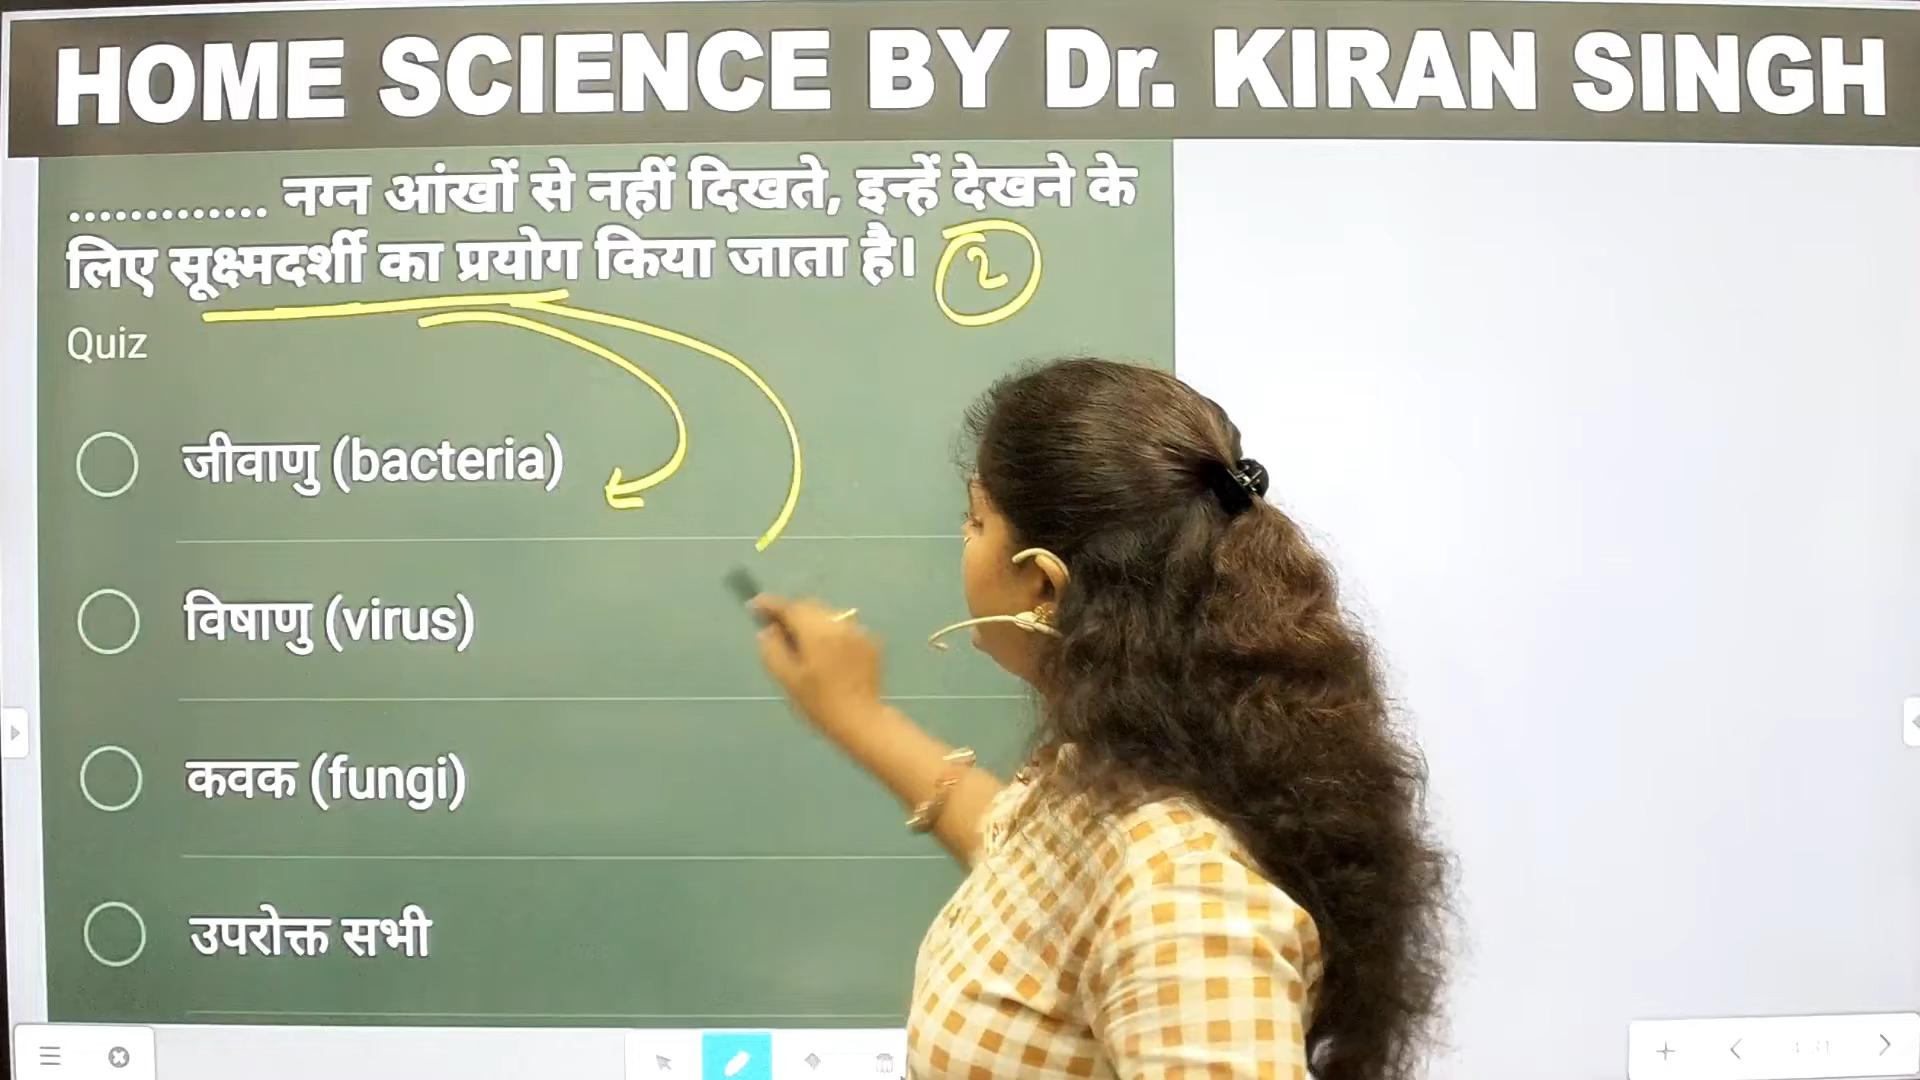 HOME SCIENCE BY Dr. KIRAN SINGH
............. नग्न आंखों से नहीं दिखते, इन्हें देखने के
लिए सूक्ष्मदर्शी का प्रयोग किया जाता है। 2
Quiz
जीवाणु (bacteria)
विषाणु (virus)
कवक (fungi)
उपरोक्त सभी